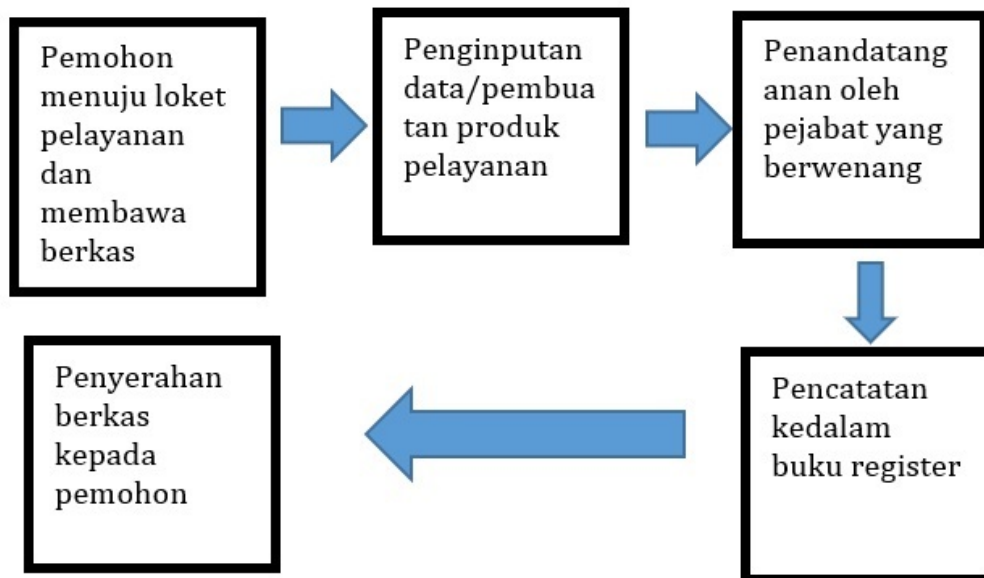 Pemohon
menuju loket
pelayanan
dan
membawa
berkas
Penginputan
data/pembua
tan produk
pelayanan
Penandatang
anan oleh
pejabat yang
berwenang
Pencatatan
kedalam
buku register
Penyerahan
berkas
kepada
pemohon